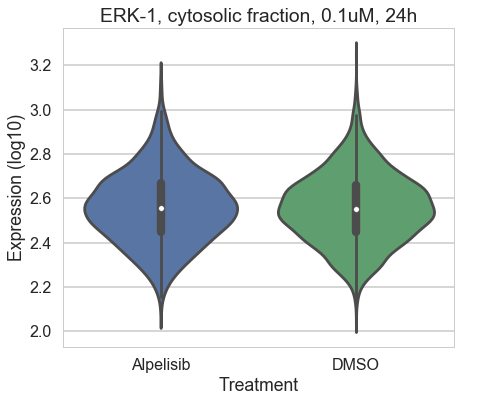 ERK-1, cytosolic fraction, 0.1uM, 24h
Expression (log10)
3.2
3.0
2.8
2.6
2.4
2.2
2.0
Alpelisib DMSO
Treatment